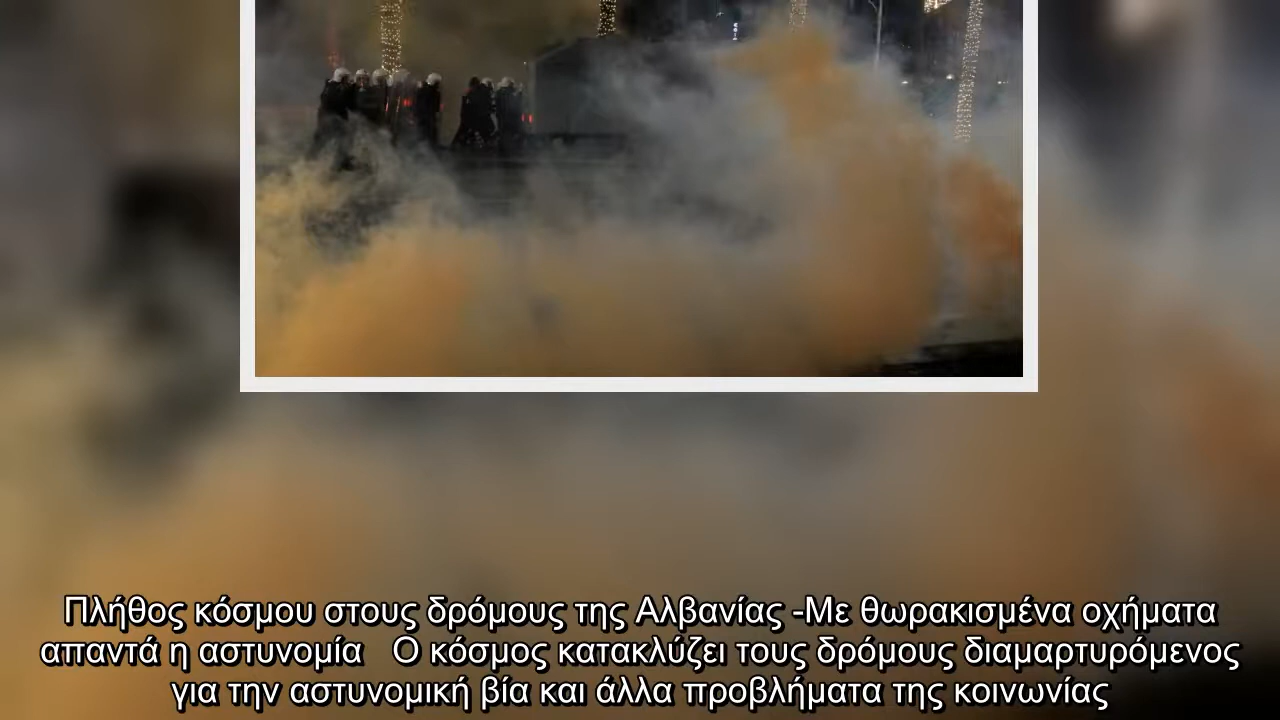 Πλήθος κόσμου στους δρόμους της Αλβανίας -Με θωρακισμένα οχήματα
απαντά η αστυνομία   Ο κόσμος κατακλύζει τους δρόμους διαμαρτυρόμενος
για την αστυνομική βία και άλλα προβλήματα της κοινωνίας